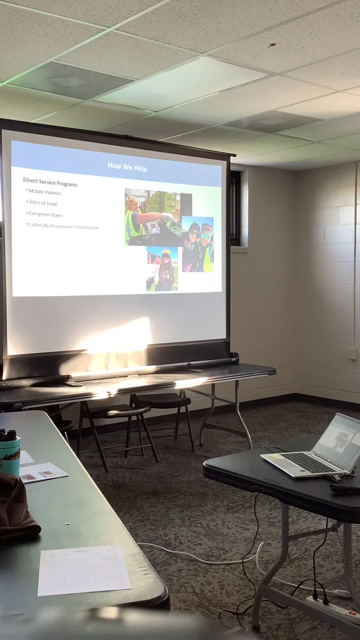 How We Help
Direct Service Programs
• Mobile Pantries
• Sites of Hope
• Evergreen Boxes
• Culturally Responsive Food Initiative